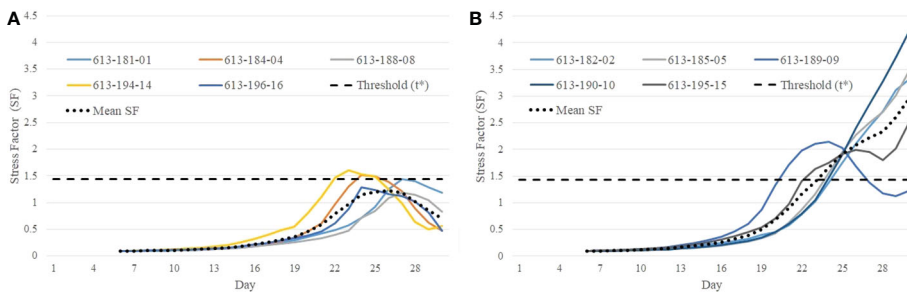 A
4.5
4
3.5
3
2.5
2
1.5
1
0.5
0
Stress Factor (SF)
613-181-01 613-184-04 613-188-08
613-194-14 613-196-16 Threshold (t*)
Mean SF
1 4 7 10 13 16 19 22 25 28
Day
B
4.5
4
3.5
3
2.5
2
1.5
1
0.5
0
Stress Factor (SF)
613-182-02 613-185-05 613-189-09
613-190-10 613-195-15 Threshold (t*)
Mean SF
1 4 7 10 13 16 19 22 25 28
Day